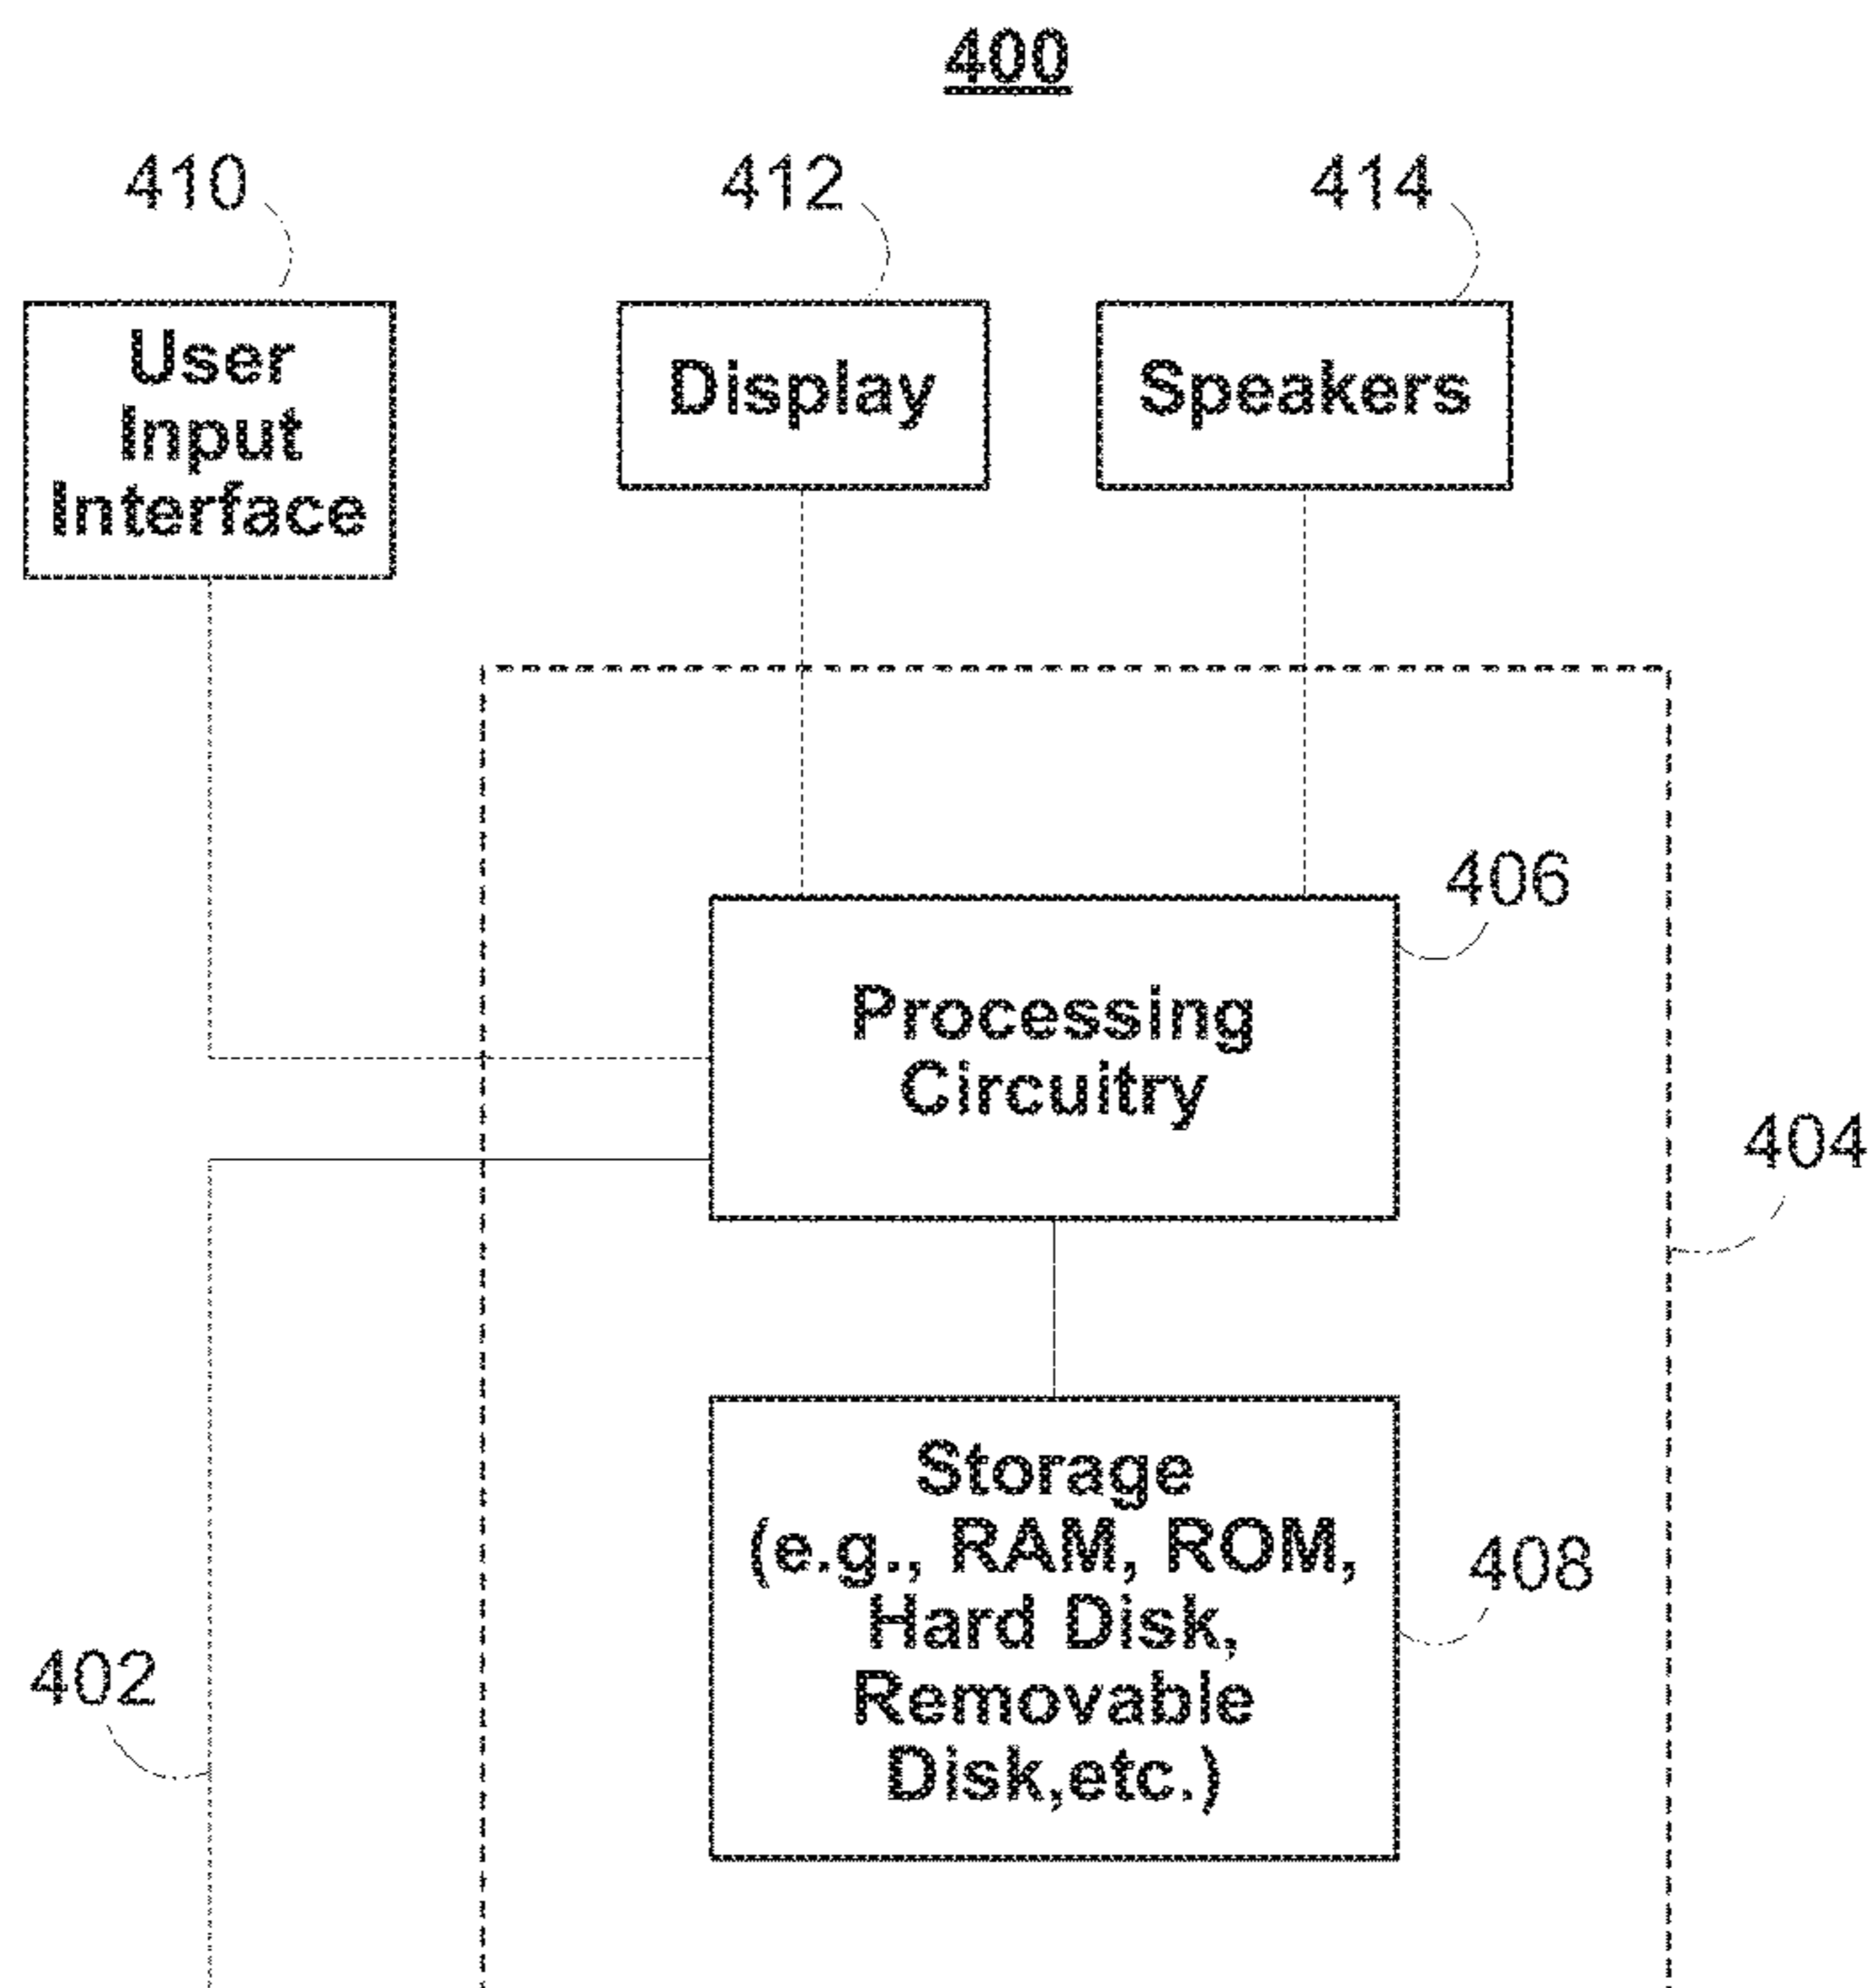 400
410
412
414
User
Input
Interface
Display
Speakers
406
Processing
Circuitry
404
Storage
(e.g., RAM, ROM,
Hard Disk,
Removable
Disk,etc.)
408
402